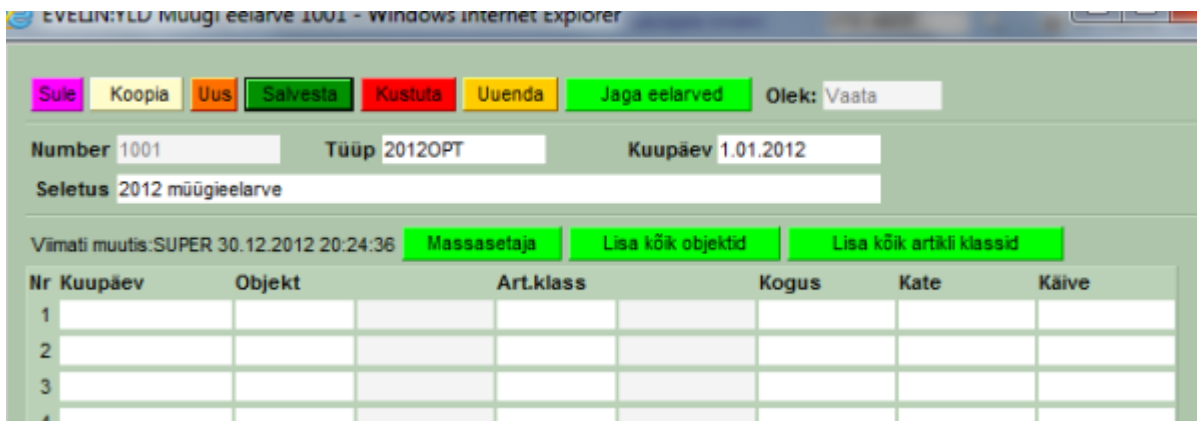 EVELIN:YLD Müügi eelarve 1001 - Windows Internet Explorer
Sule Koopia Uus Salvesta Kustuta Uuenda Jaga eelarved Olek: Vaata
Number 1001 Tüüp 2012OPT Kuupäev 1.01.2012
Seletus 2012 müügieelarve
Viimati muutis:SUPER 30.12.2012 20:24:36 Massasetaja Lisa kõik objektid Lisa kõik artikli klassid
Nr Kuupäev Objekt Art.klass Kogus Kate Käive
1
2
3